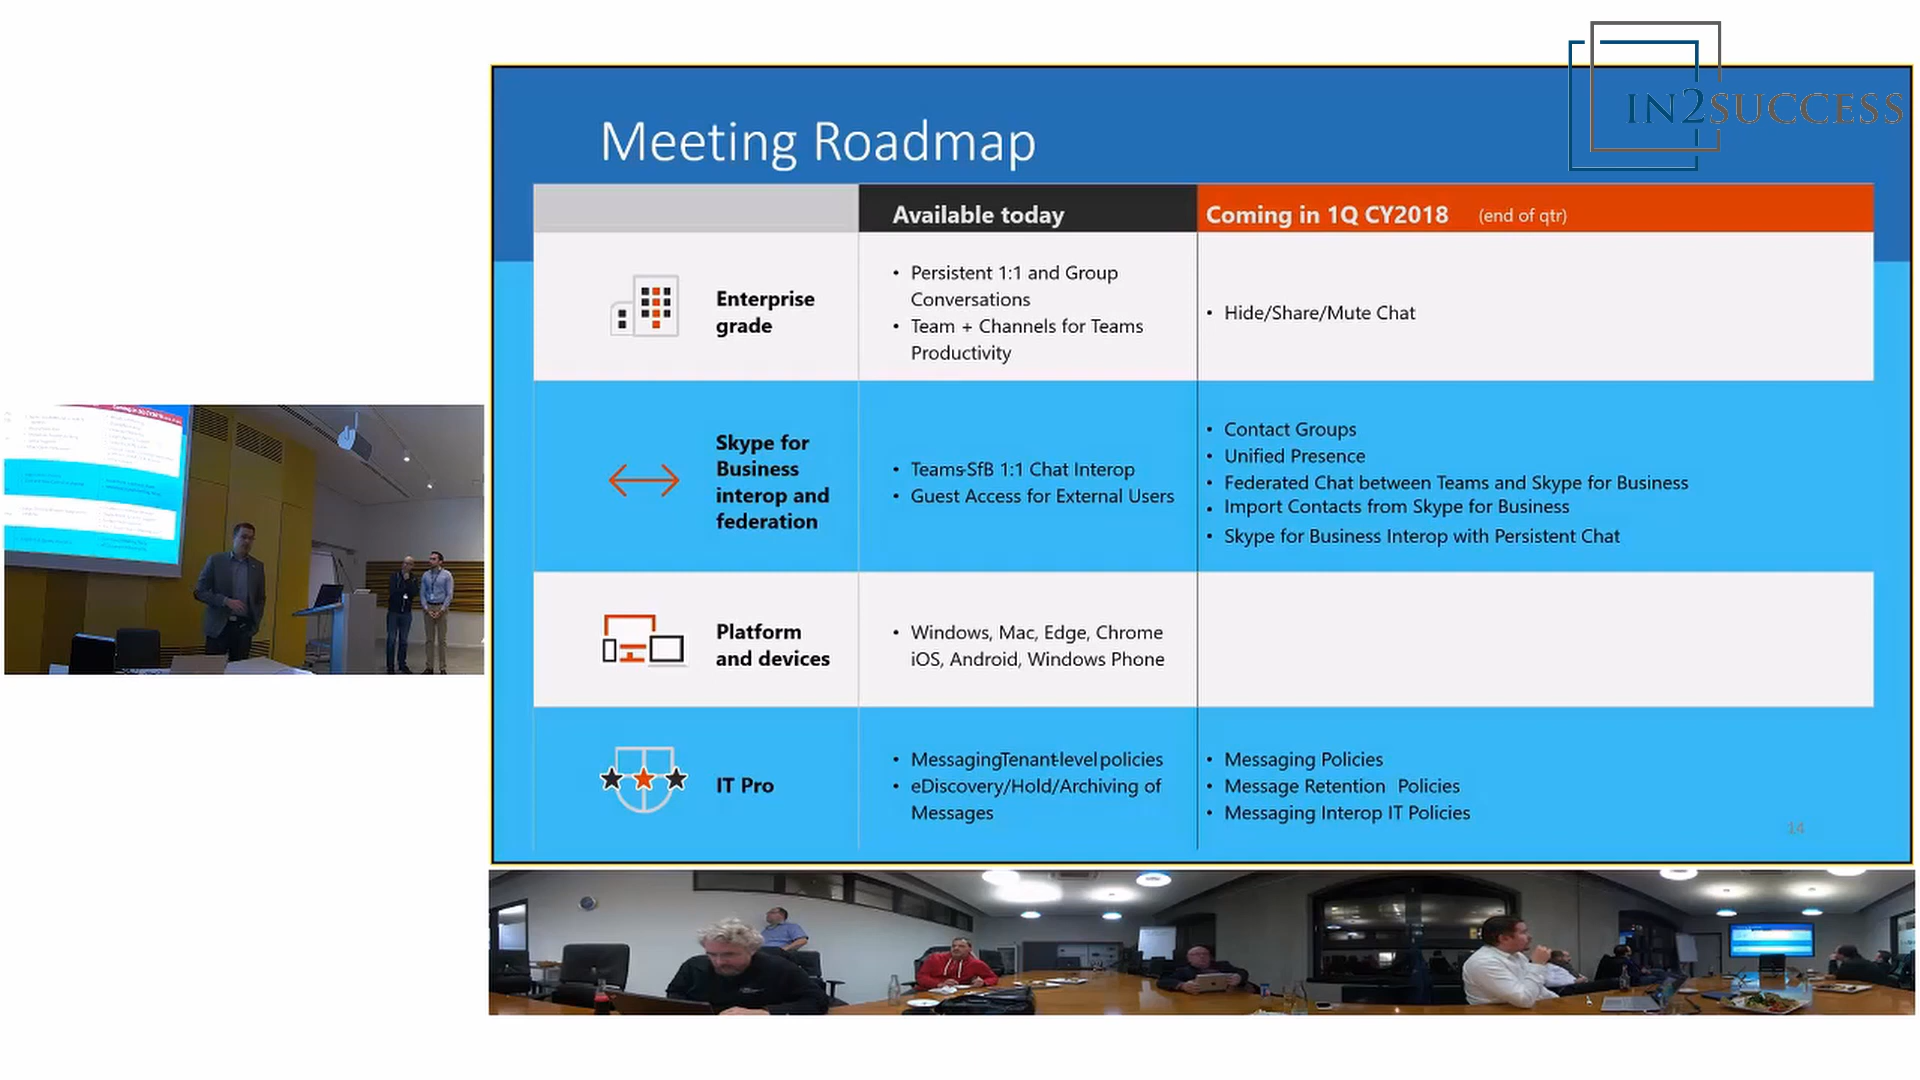 IN2SUCCESS
Meeting Roadmap
Available today
Coming in 1Q CY2018 (end of qtr)
Enterprise
grade
• Persistent 1:1 and Group
Conversations
• Team + Channels for Teams
Productivity
• Hide/Share/Mute Chat
Skype for
Business
interop and
federation
• Teams-SfB 1:1 Chat Interop
• Guest Access for External Users
• Contact Groups
• Unified Presence
• Federated Chat between Teams and Skype for Business
• Import Contacts from Skype for Business
• Skype for Business Interop with Persistent Chat
Platform
and devices
• Windows, Mac, Edge, Chrome
iOS, Android, Windows Phone
IT Pro
• MessagingTenant-level policies
• eDiscovery/Hold/Archiving of
Messages
• Messaging Policies
• Message Retention Policies
• Messaging Interop IT Policies
14